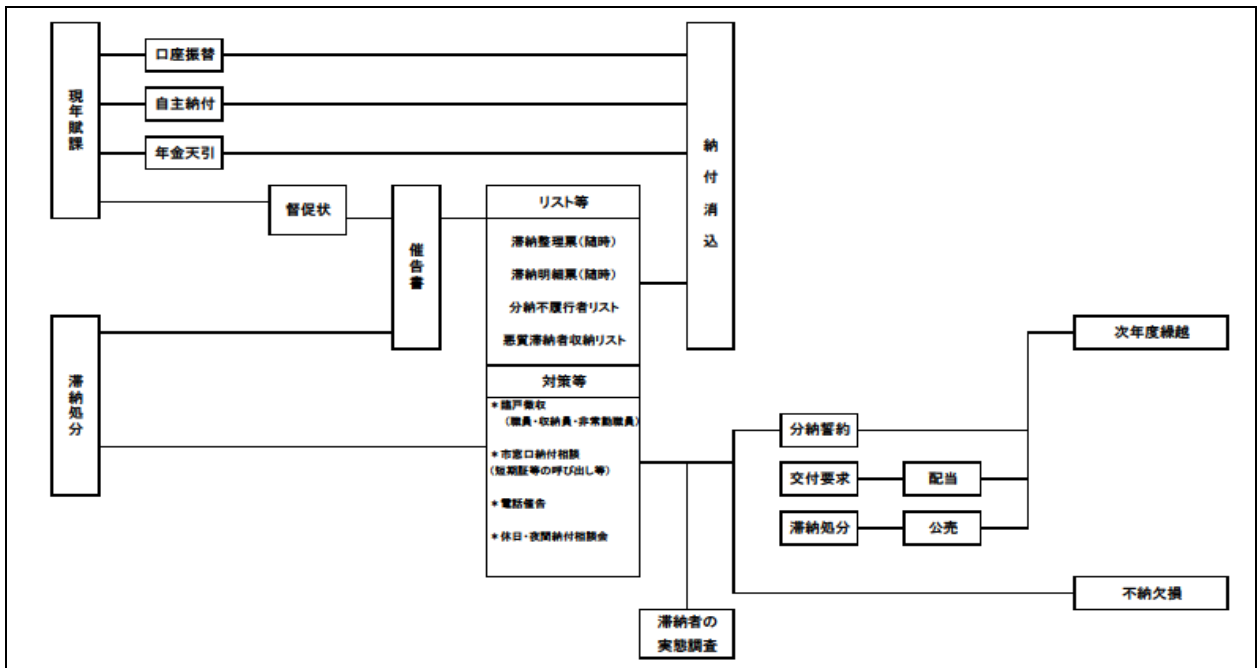 現年賦課
口座振替
自主納付
年金天引
督促状
催告書
リスト等
滞納整理票(随時)
滞納明細票(随時)
分納不履行者リスト
悪質滞納者収納リスト
納付消込
滞納処分
対策等
*臨戸徴収
(職員・収納員・非常勤職員)
*市窓口納付相談
(短期証等の呼び出し等)
*電話催告
*休日・夜間納付相談会
滞納者の
実態調査
分納誓約
交付要求
配当
滞納処分
公売
次年度繰越
不納欠損